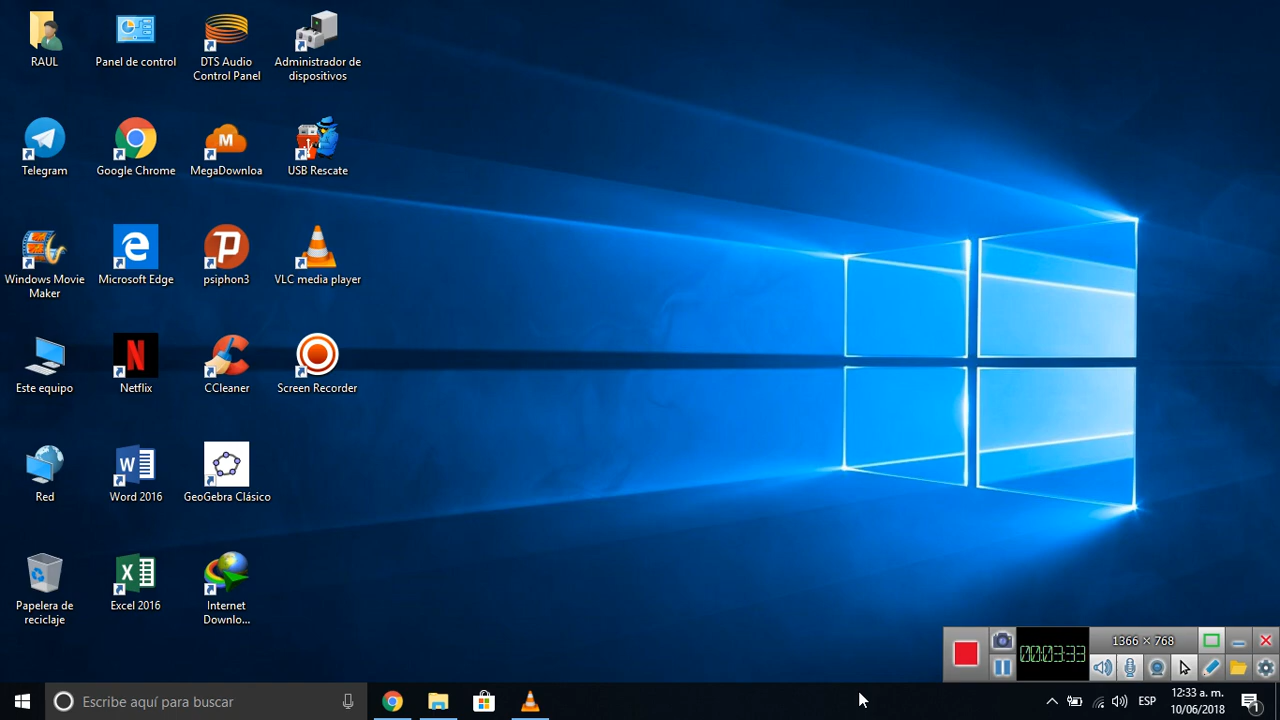 RAUL
Panel de control
DTS Audio
Control Panel
Administrador de
dispositivos
Telegram
Google Chrome
M
MegaDownloa
USB Rescate
Windows Movie
Maker
Microsoft Edge
psiphon3
VLC media player
Este equipo
N
Netflix
CCleaner
Screen Recorder
Red
W
Word 2016
GeoGebra Clásico
Papelera de
reciclaje
X
Excel 2016
Internet
Downlo...
00:03:33
1366 × 768
Escribe aquí para buscar
ESP
12:33 a. m.
10/06/2018
1